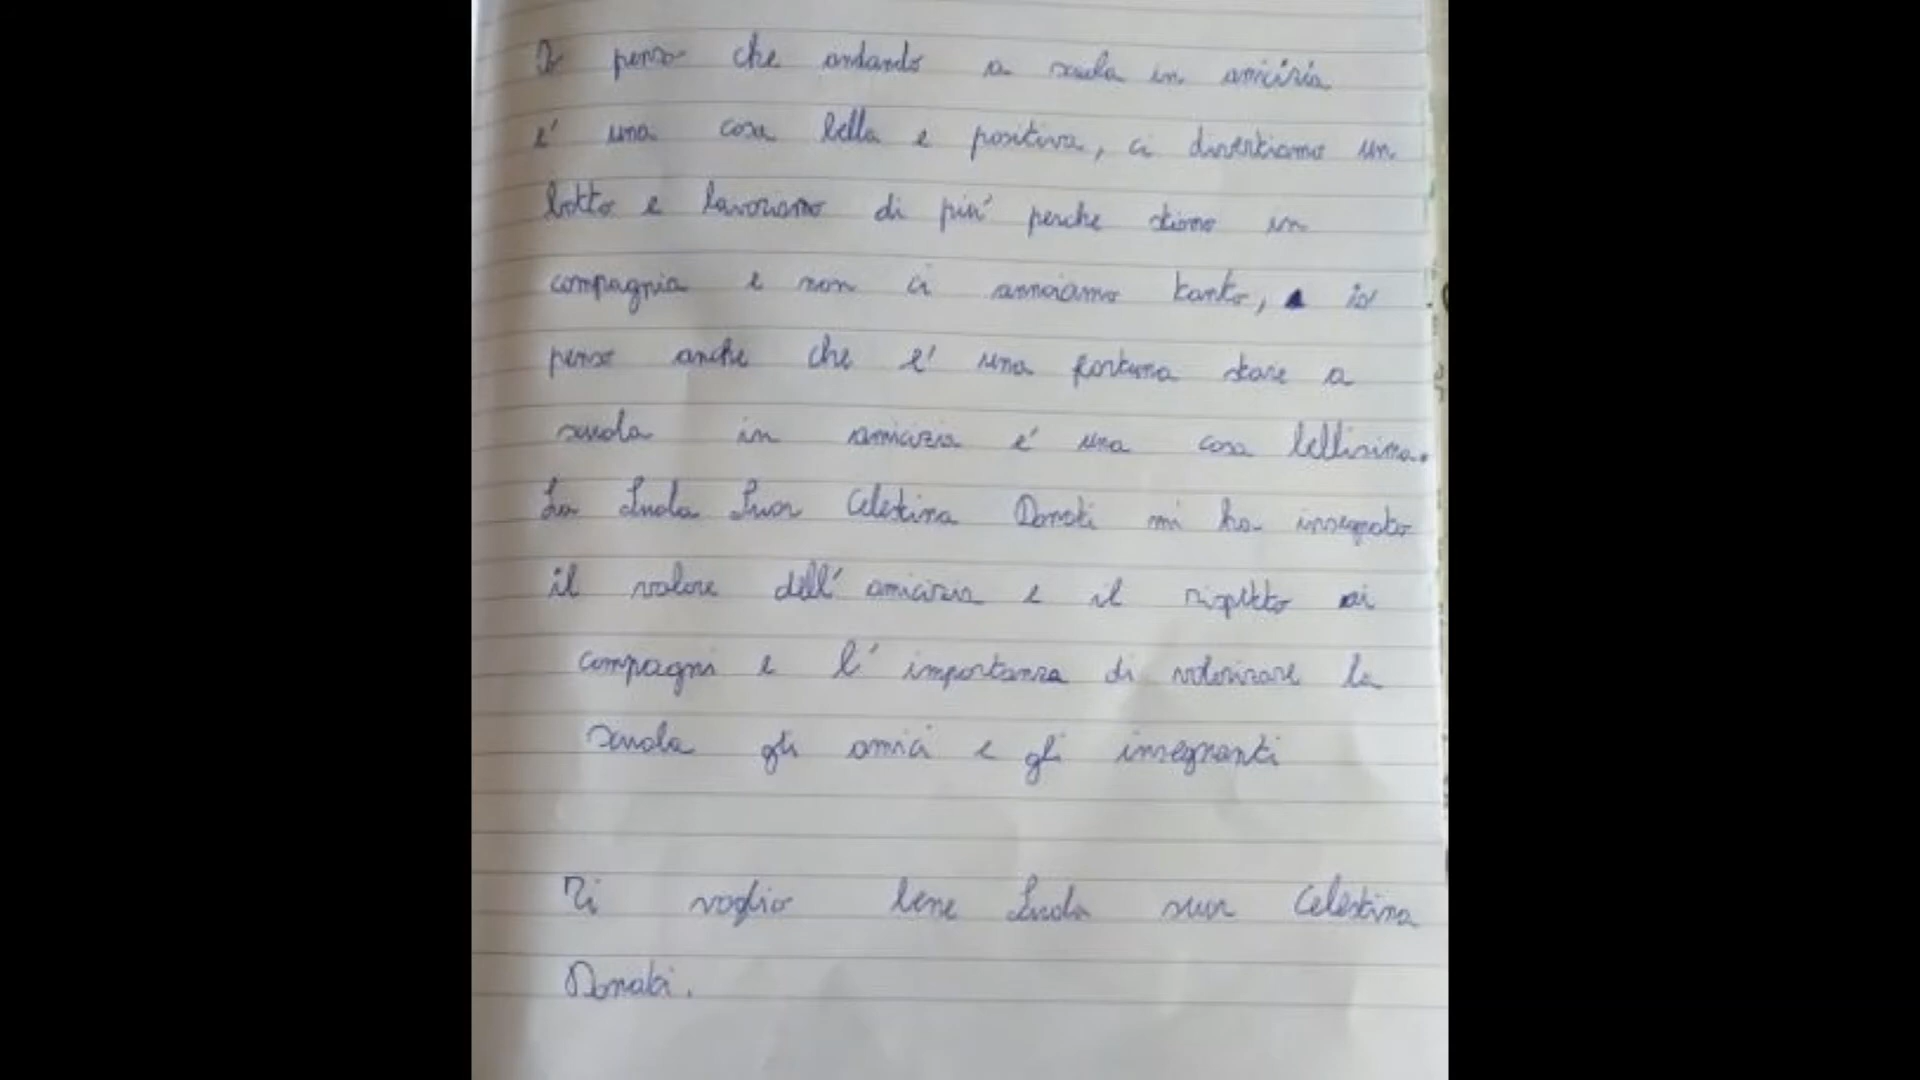 Io penso che andando a scuola in amicizia
e' una cosa bella e positiva, ci divertiamo un
botto e lavoriamo di piu' perche stiamo in
compagnia e non ci annoiamo tanto, io
penso anche che e' una fortuna stare a
scuola in amicizia e' una cosa bellisima.
La Scuola Suor Celestina Donati mi ha insegnato
il valore dell' amicizia e il rispetto ai
compagni e l' importanza di valorizare la
scuola gli amici e gli insegnanti
Ti voglio bene Scuola suor Celestina
Donati.